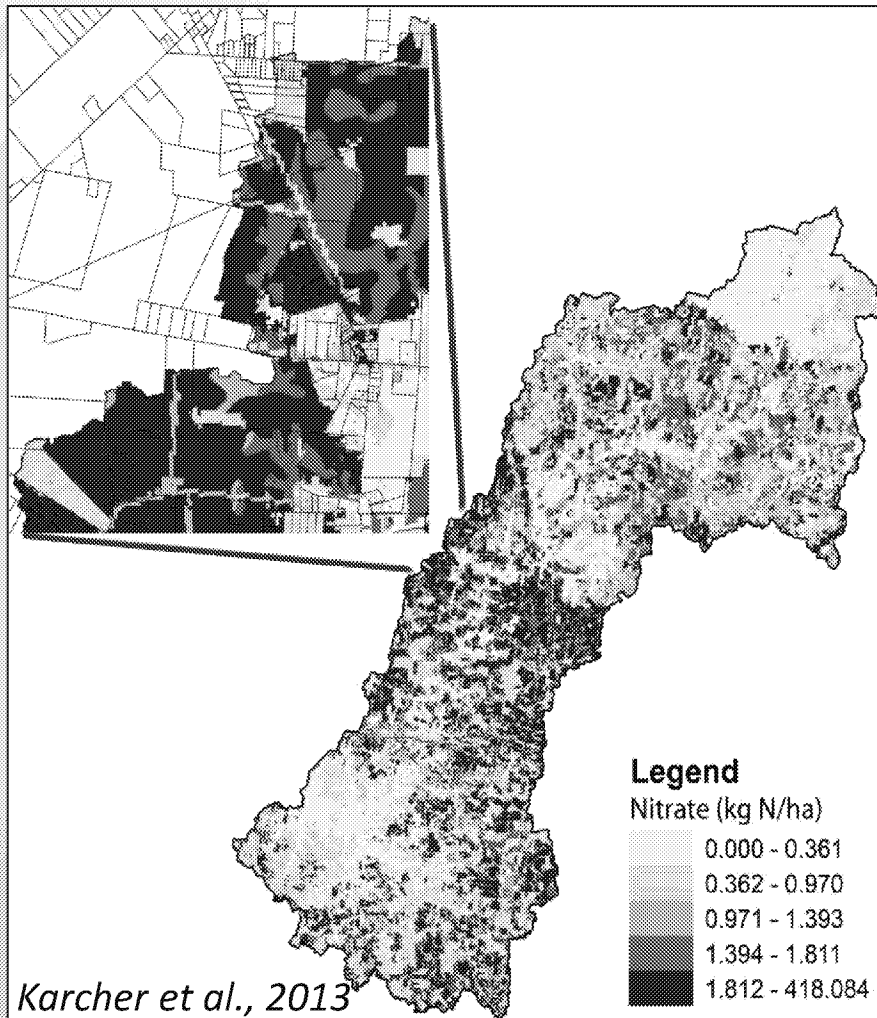 Legend
Nitrate (kg N/ha)
0.000 - 0.361
0.362 - 0.970
0.971 - 1.393
1.394 - 1.811
1.812 - 418.084
Karcher et al., 2013